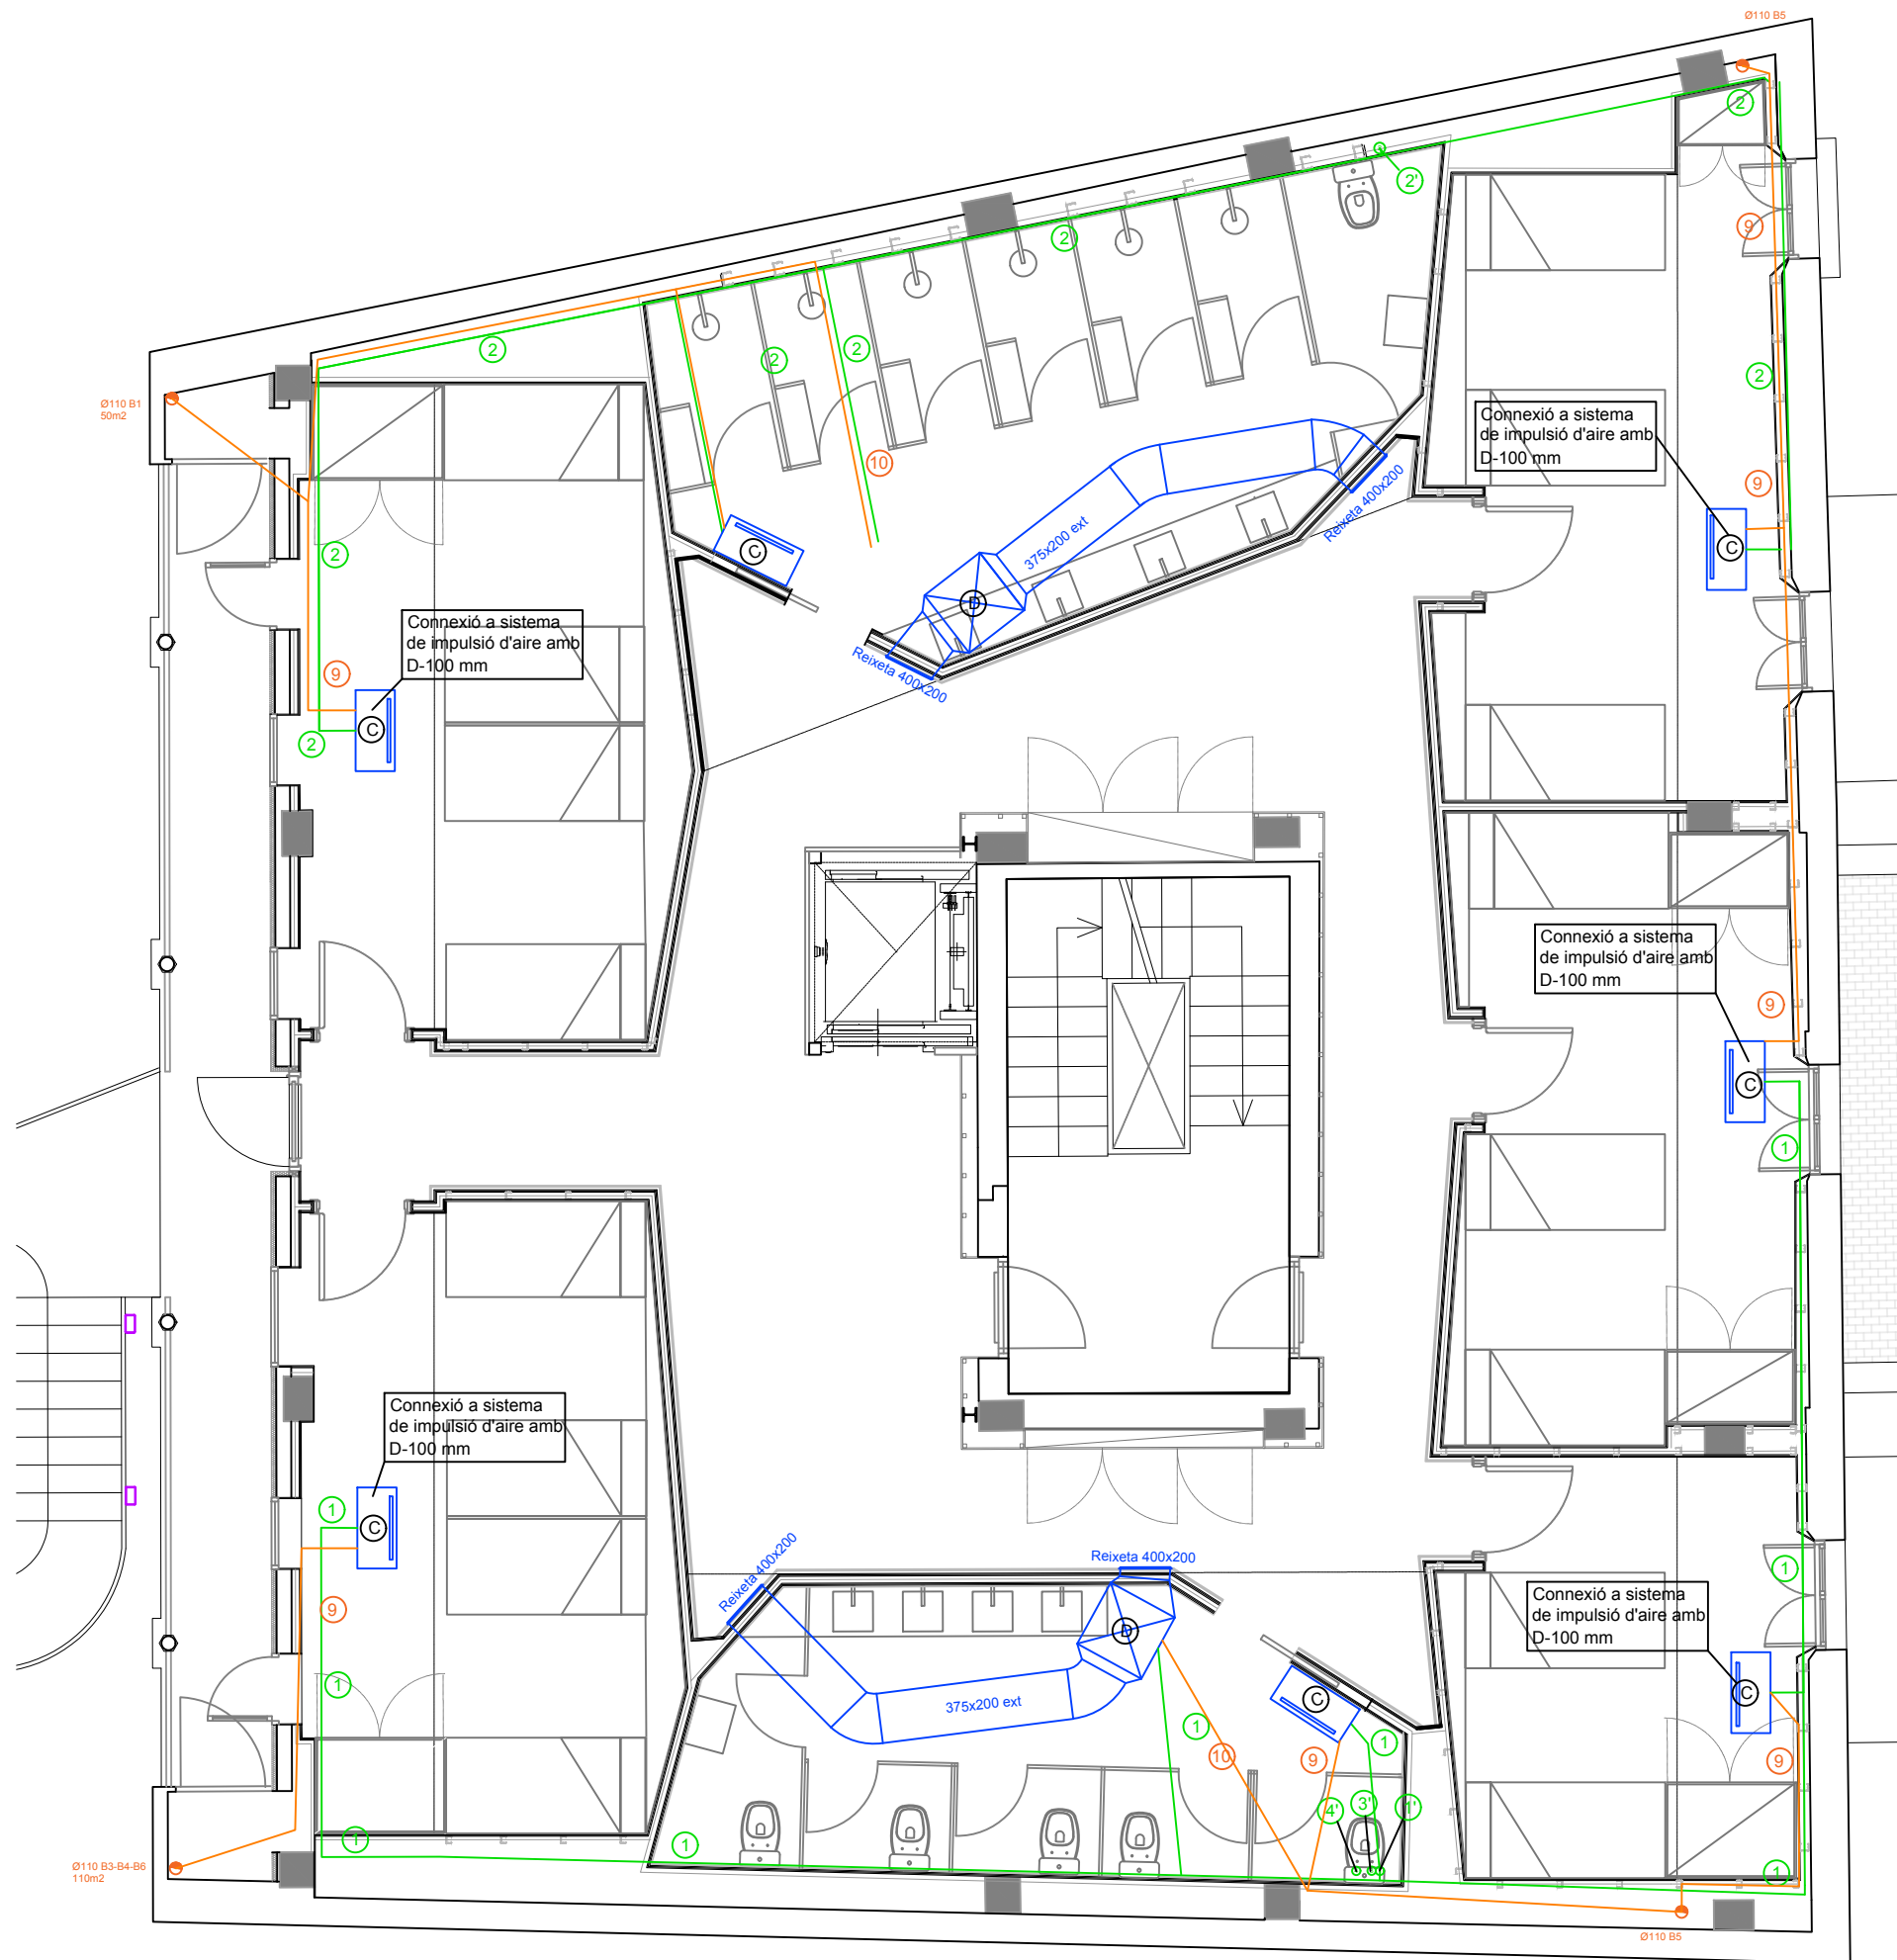 Ø110 B5
2
2'
9
2
2
2
2
2
Ø110 B1
50m2
10
Connexió a sistema
de impulsió d'aire amb
D-100 mm
9
Reixeta 400x200
375x200 ext
C
C
2
D
Connexió a sistema
de impulsió d'aire amb
D-100 mm
Reixeta 400x200
9
C
2
Connexió a sistema
de impulsió d'aire amb
D-100 mm
9
C
1
Connexió a sistema
de impulsió d'aire amb
D-100 mm
1
C
9
1
Reixeta 400x200
Reixeta 400x200
D
375x200 ext
1
10
9
1
C
4'
3'
1'
1
1
Connexió a sistema
de impulsió d'aire amb
D-100 mm
1
C
9
1
Ø110 B3-B4-B6
110m2
Ø110 B5